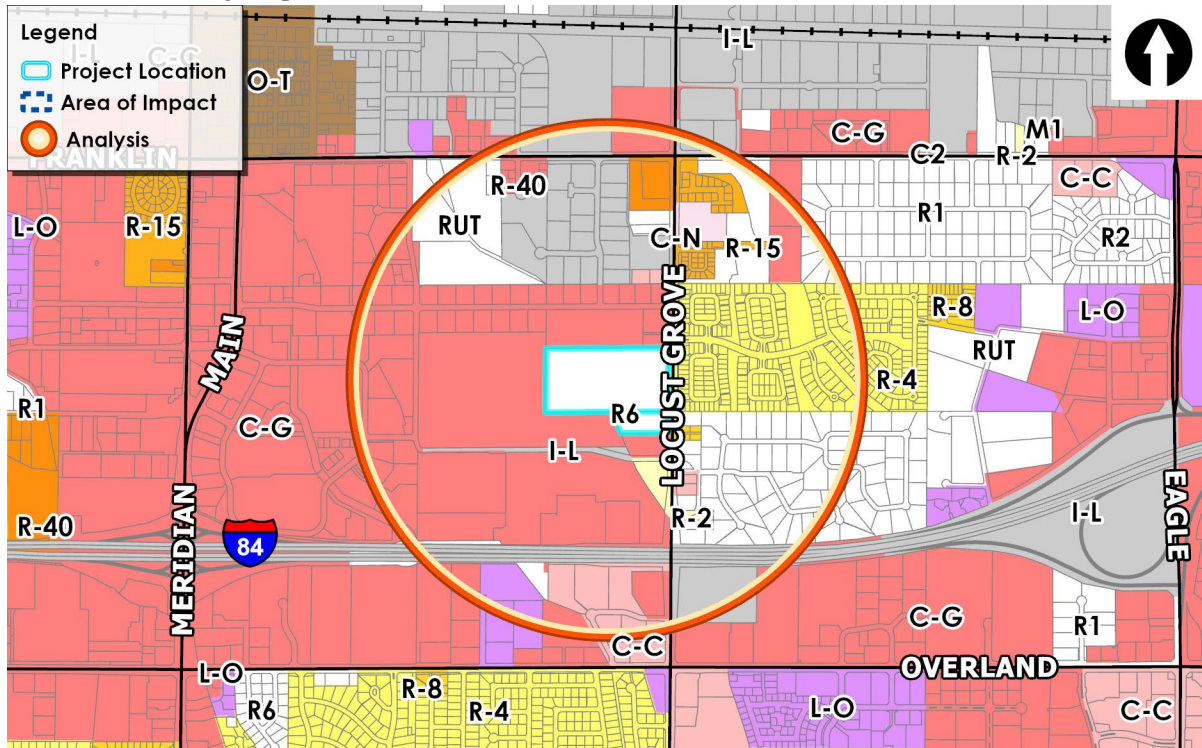 Legend
Project Location
Area of Impact
Analysis
I-L
C-C
O-T
I-L
FRANKLIN
C-G
C2
M1
R-2
C-C
R-40
R1
R2
L-O
R-15
RUT
C-N
R-15
LOCUST GROVE
R-8
L-O
RUT
MAIN
R-4
R1
C-G
R6
I-L
R-40
84
R-2
I-L
EAGLE
MERIDIAN
C-G
R1
C-C
OVERLAND
L-O
R6
R-8
R-4
L-O
C-C